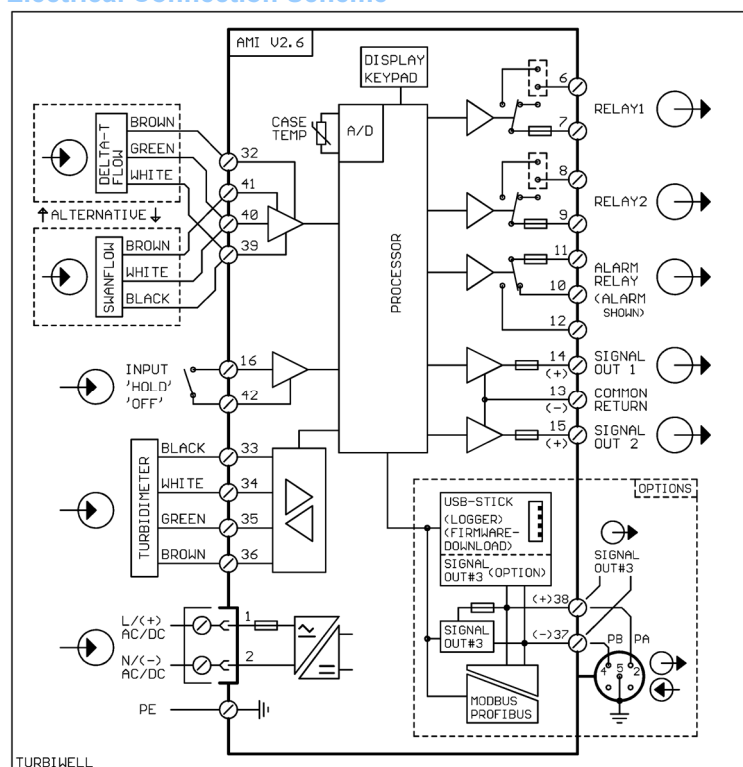 AMI V2.6
DISPLAY
KEYPAD
CASE
TEMP
A/D
PROCESSOR
DELTA-T
FLOW
BROWN
GREEN
WHITE
32
41
40
39
↑ALTERNATIVE↓
SWANFLOW
BROWN
WHITE
BLACK
INPUT
'HOLD'
'OFF'
16
42
TURBIDIMETER
BLACK
33
WHITE
34
GREEN
35
BROWN
36
L/(+)
AC/DC
1
N/(-)
AC/DC
2
PE
6
RELAY1
7
8
RELAY2
9
11
ALARM
RELAY
10
(ALARM
SHOWN)
12
14
(+)
SIGNAL
OUT 1
13
(-)
COMMON
RETURN
15
(+)
SIGNAL
OUT 2
OPTIONS
USB-STICK
(LOGGER)
(FIRMWARE-
DOWNLOAD)
SIGNAL
OUT#3 (OPTION)
SIGNAL
OUT#3
(+)38
SIGNAL
OUT#3
(-)37
PB
PA
4
5
2
MODBUS
PROFIBUS
TURBIWELL